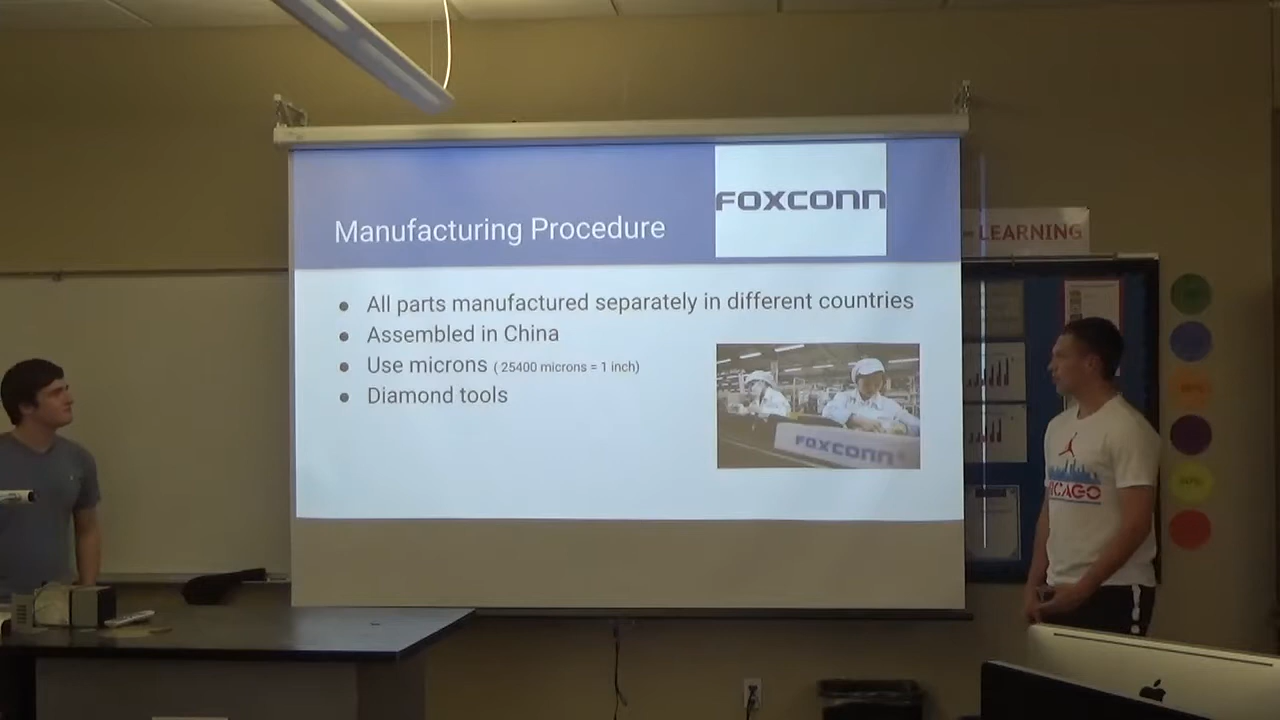 FOXCONN
Manufacturing Procedure
LEARNING
All parts manufactured separately in different countries
Assembled in China
Use microns ( 25400 microns = 1 inch)
Diamond tools
FOXCONN